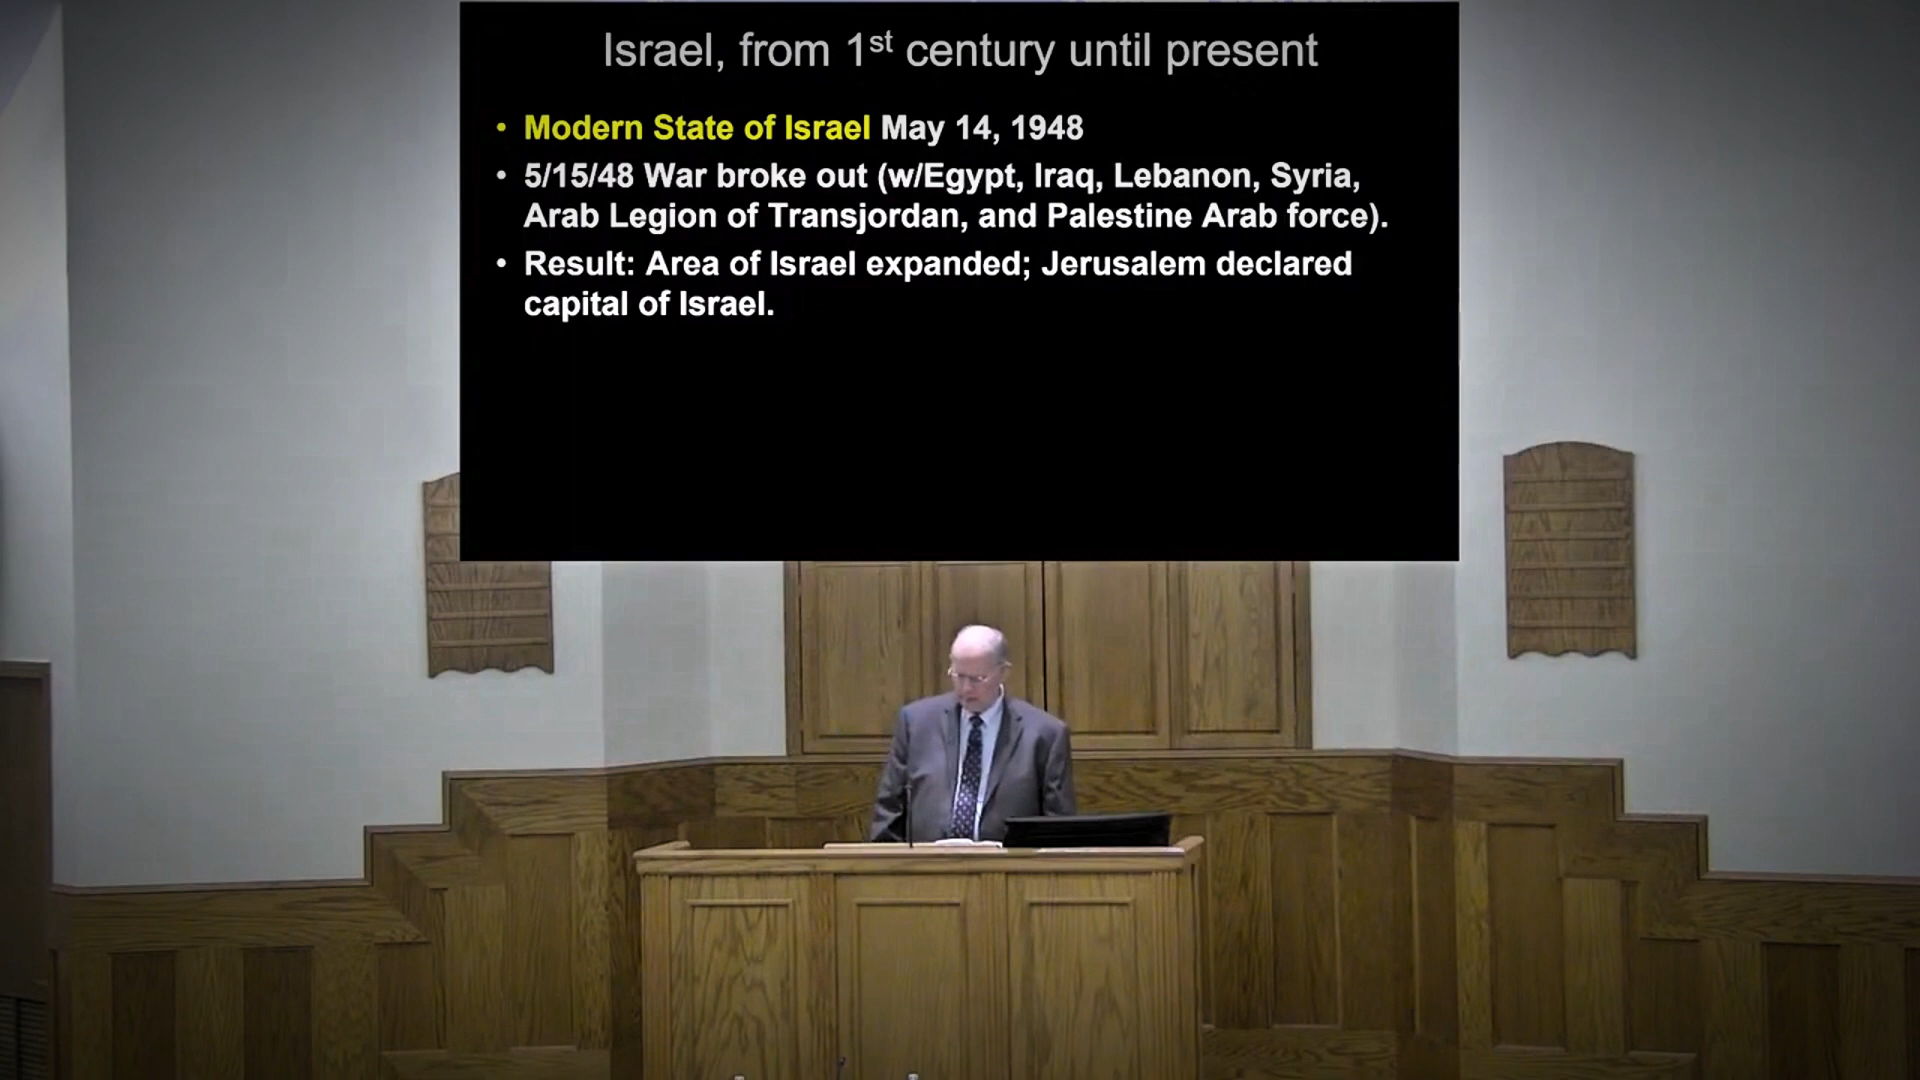 Israel, from 1st century until present
• Modern State of Israel May 14, 1948
• 5/15/48 War broke out (w/Egypt, Iraq, Lebanon, Syria,
Arab Legion of Transjordan, and Palestine Arab force).
• Result: Area of Israel expanded; Jerusalem declared
capital of Israel.